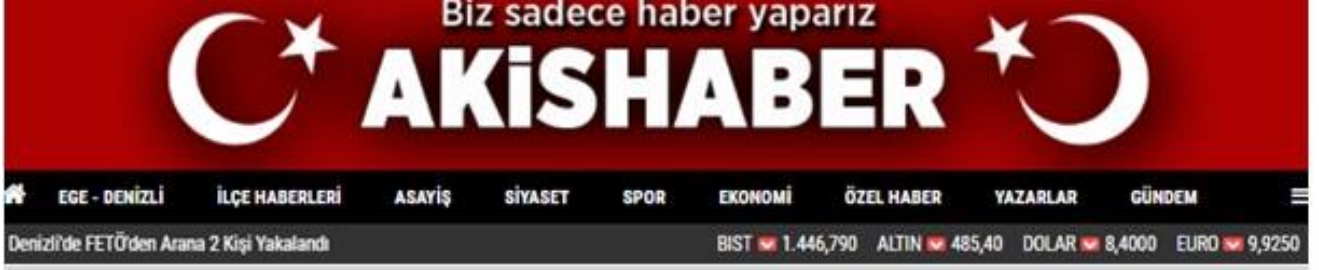 Biz sadece haber yaparız
AKiSHABER
EGE - DENİZLİ İLÇE HABERLERİ ASAYİŞ SİYASET SPOR EKONOMİ ÖZEL HABER YAZARLAR GÜNDEM
Denizli'de FETÖ'den Arana 2 Kişi Yakalandı BIST 1.446,790 ALTIN 485,40 DOLAR 8,4000 EURO 9,9250